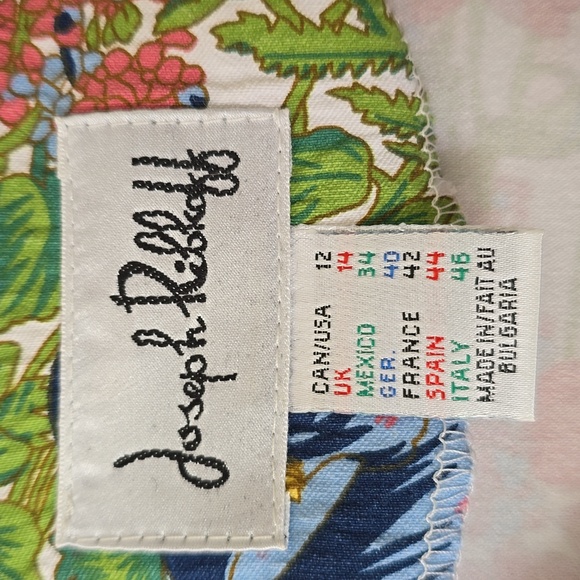 Joseph Ribkoff
CAN/USA 12
UK 14
MEXICO 34
GER. 40
FRANCE 42
SPAIN 44
ITALY 46
MADE IN/FAIT AU
BULGARIA